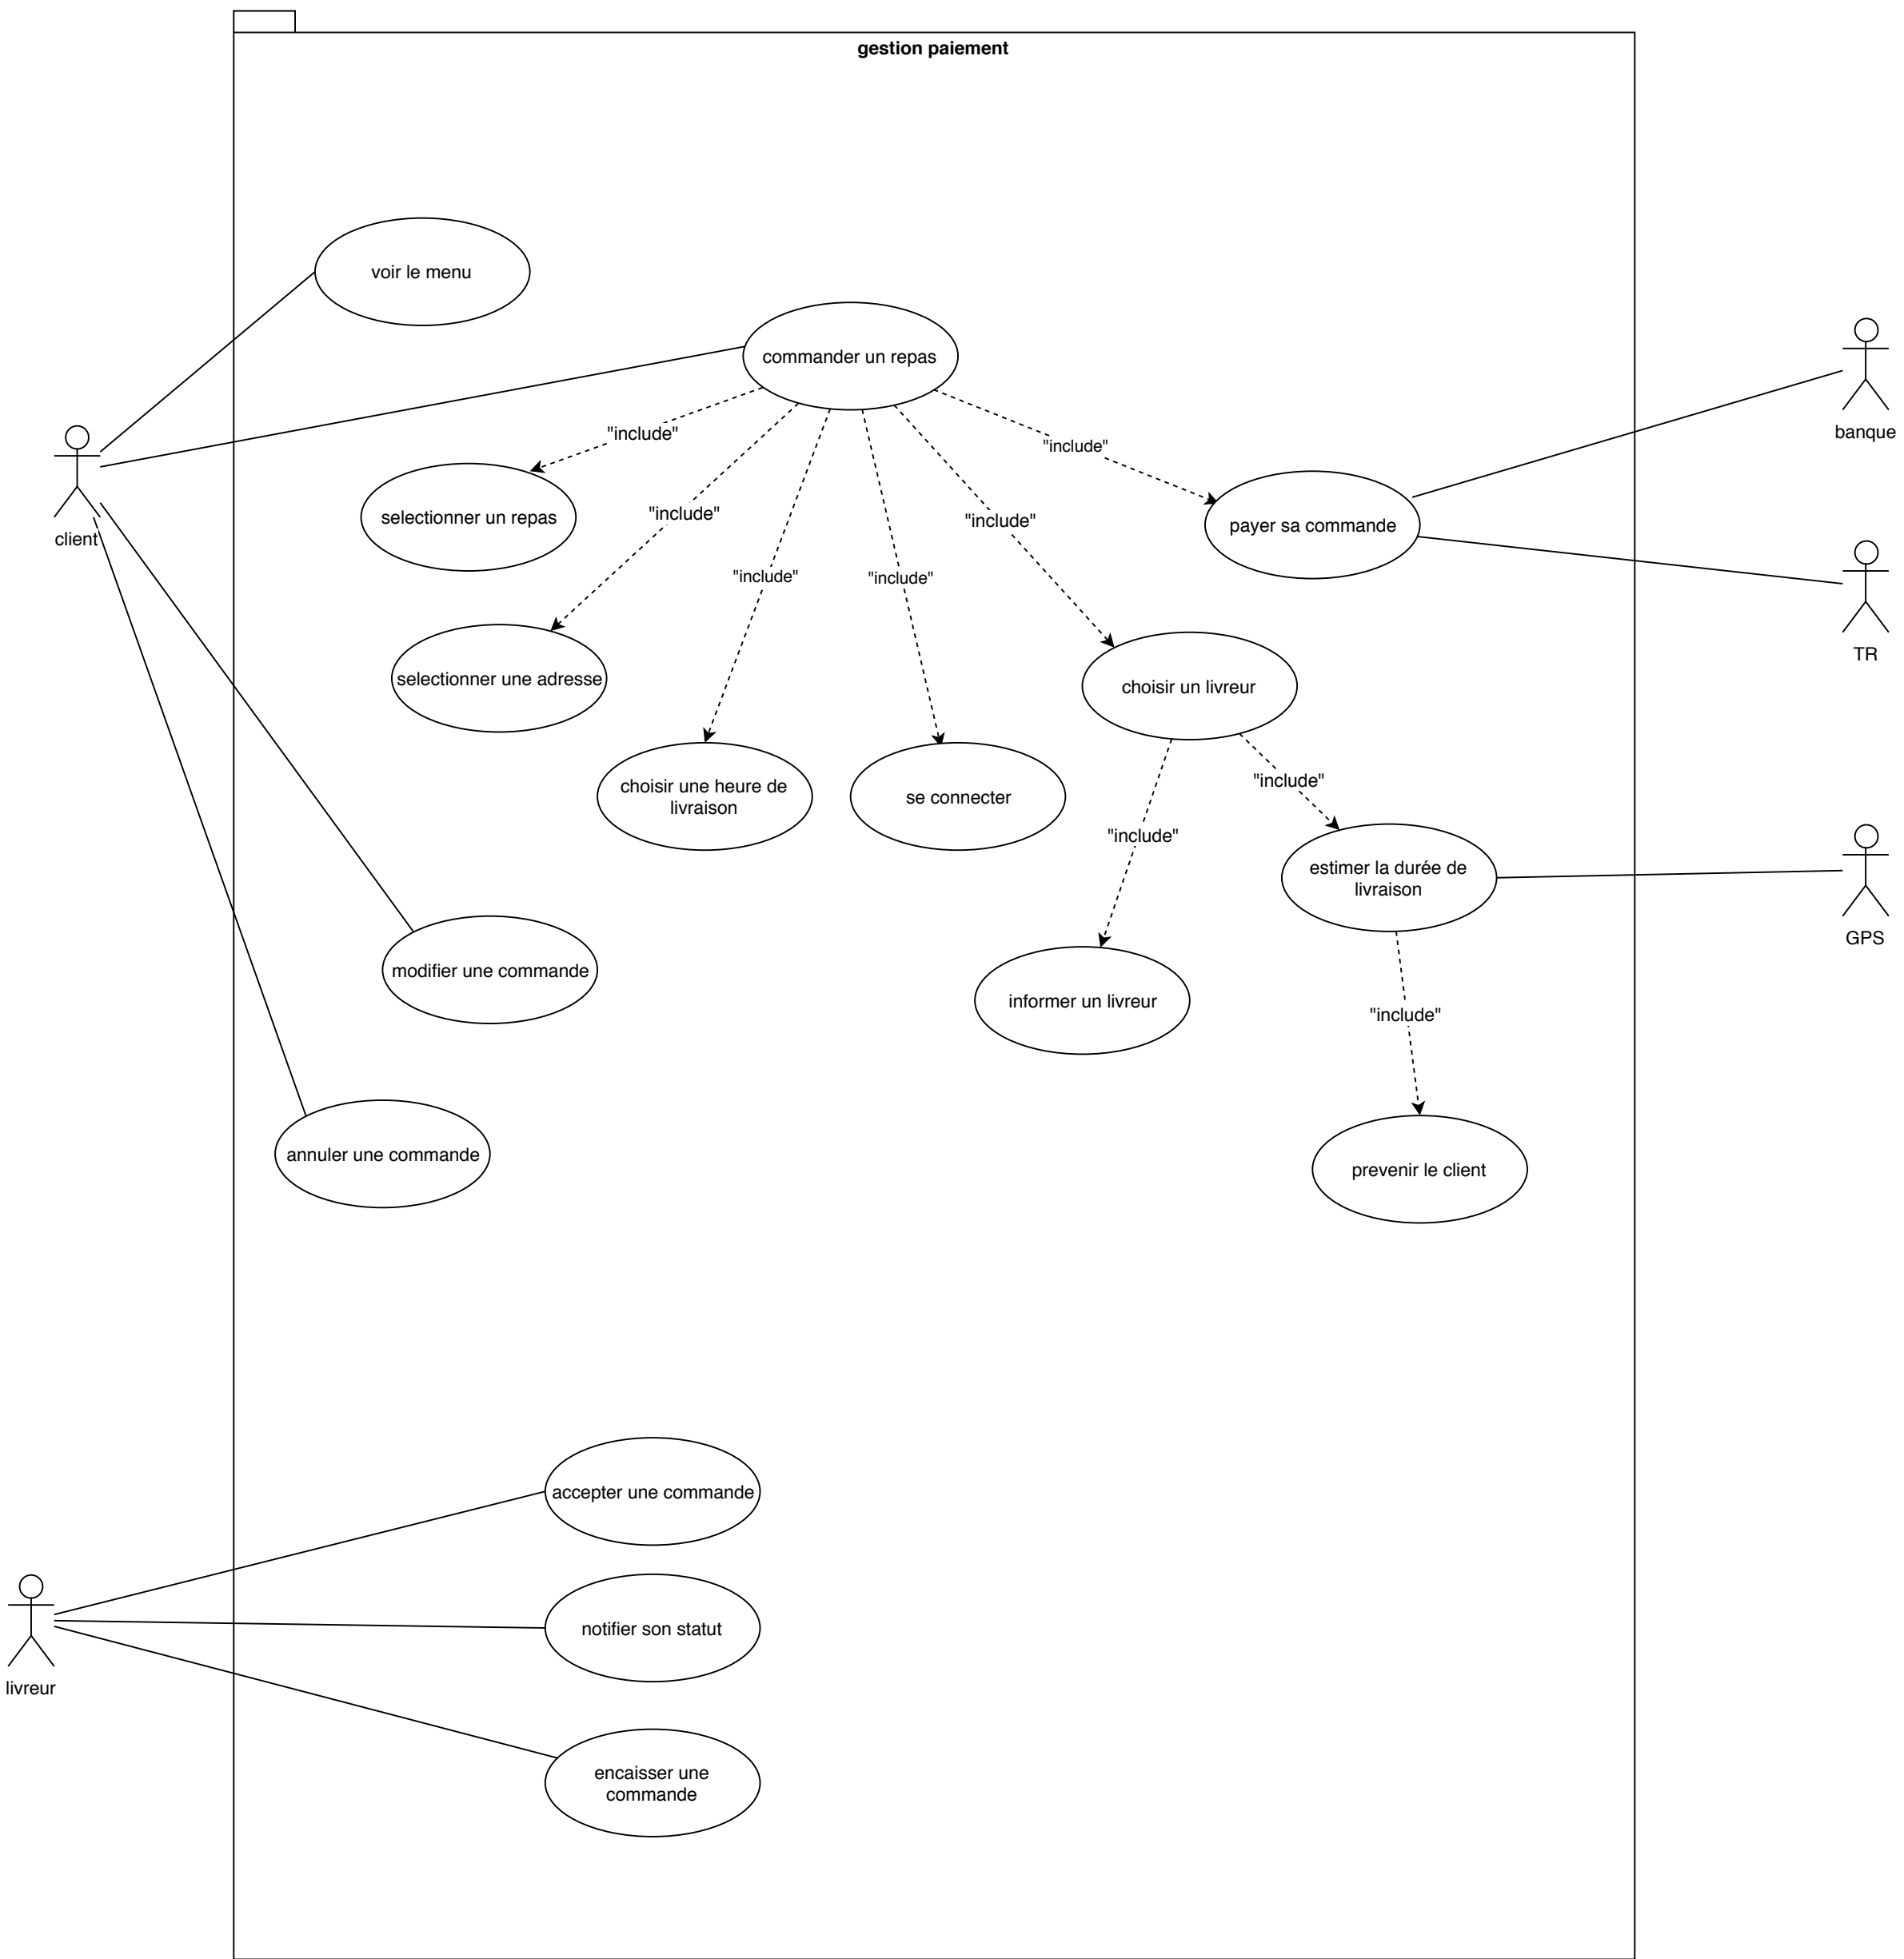 gestion paiement
voir le menu
commander un repas
banque
"include"
"include"
selectionner un repas
"include"
"include"
payer sa commande
client
"include"
"include"
TR
selectionner une adresse
choisir un livreur
choisir une heure de
livraison
se connecter
"include"
"include"
estimer la durée de
livraison
GPS
modifier une commande
informer un livreur
"include"
annuler une commande
prevenir le client
accepter une commande
notifier son statut
livreur
encaisser une
commande